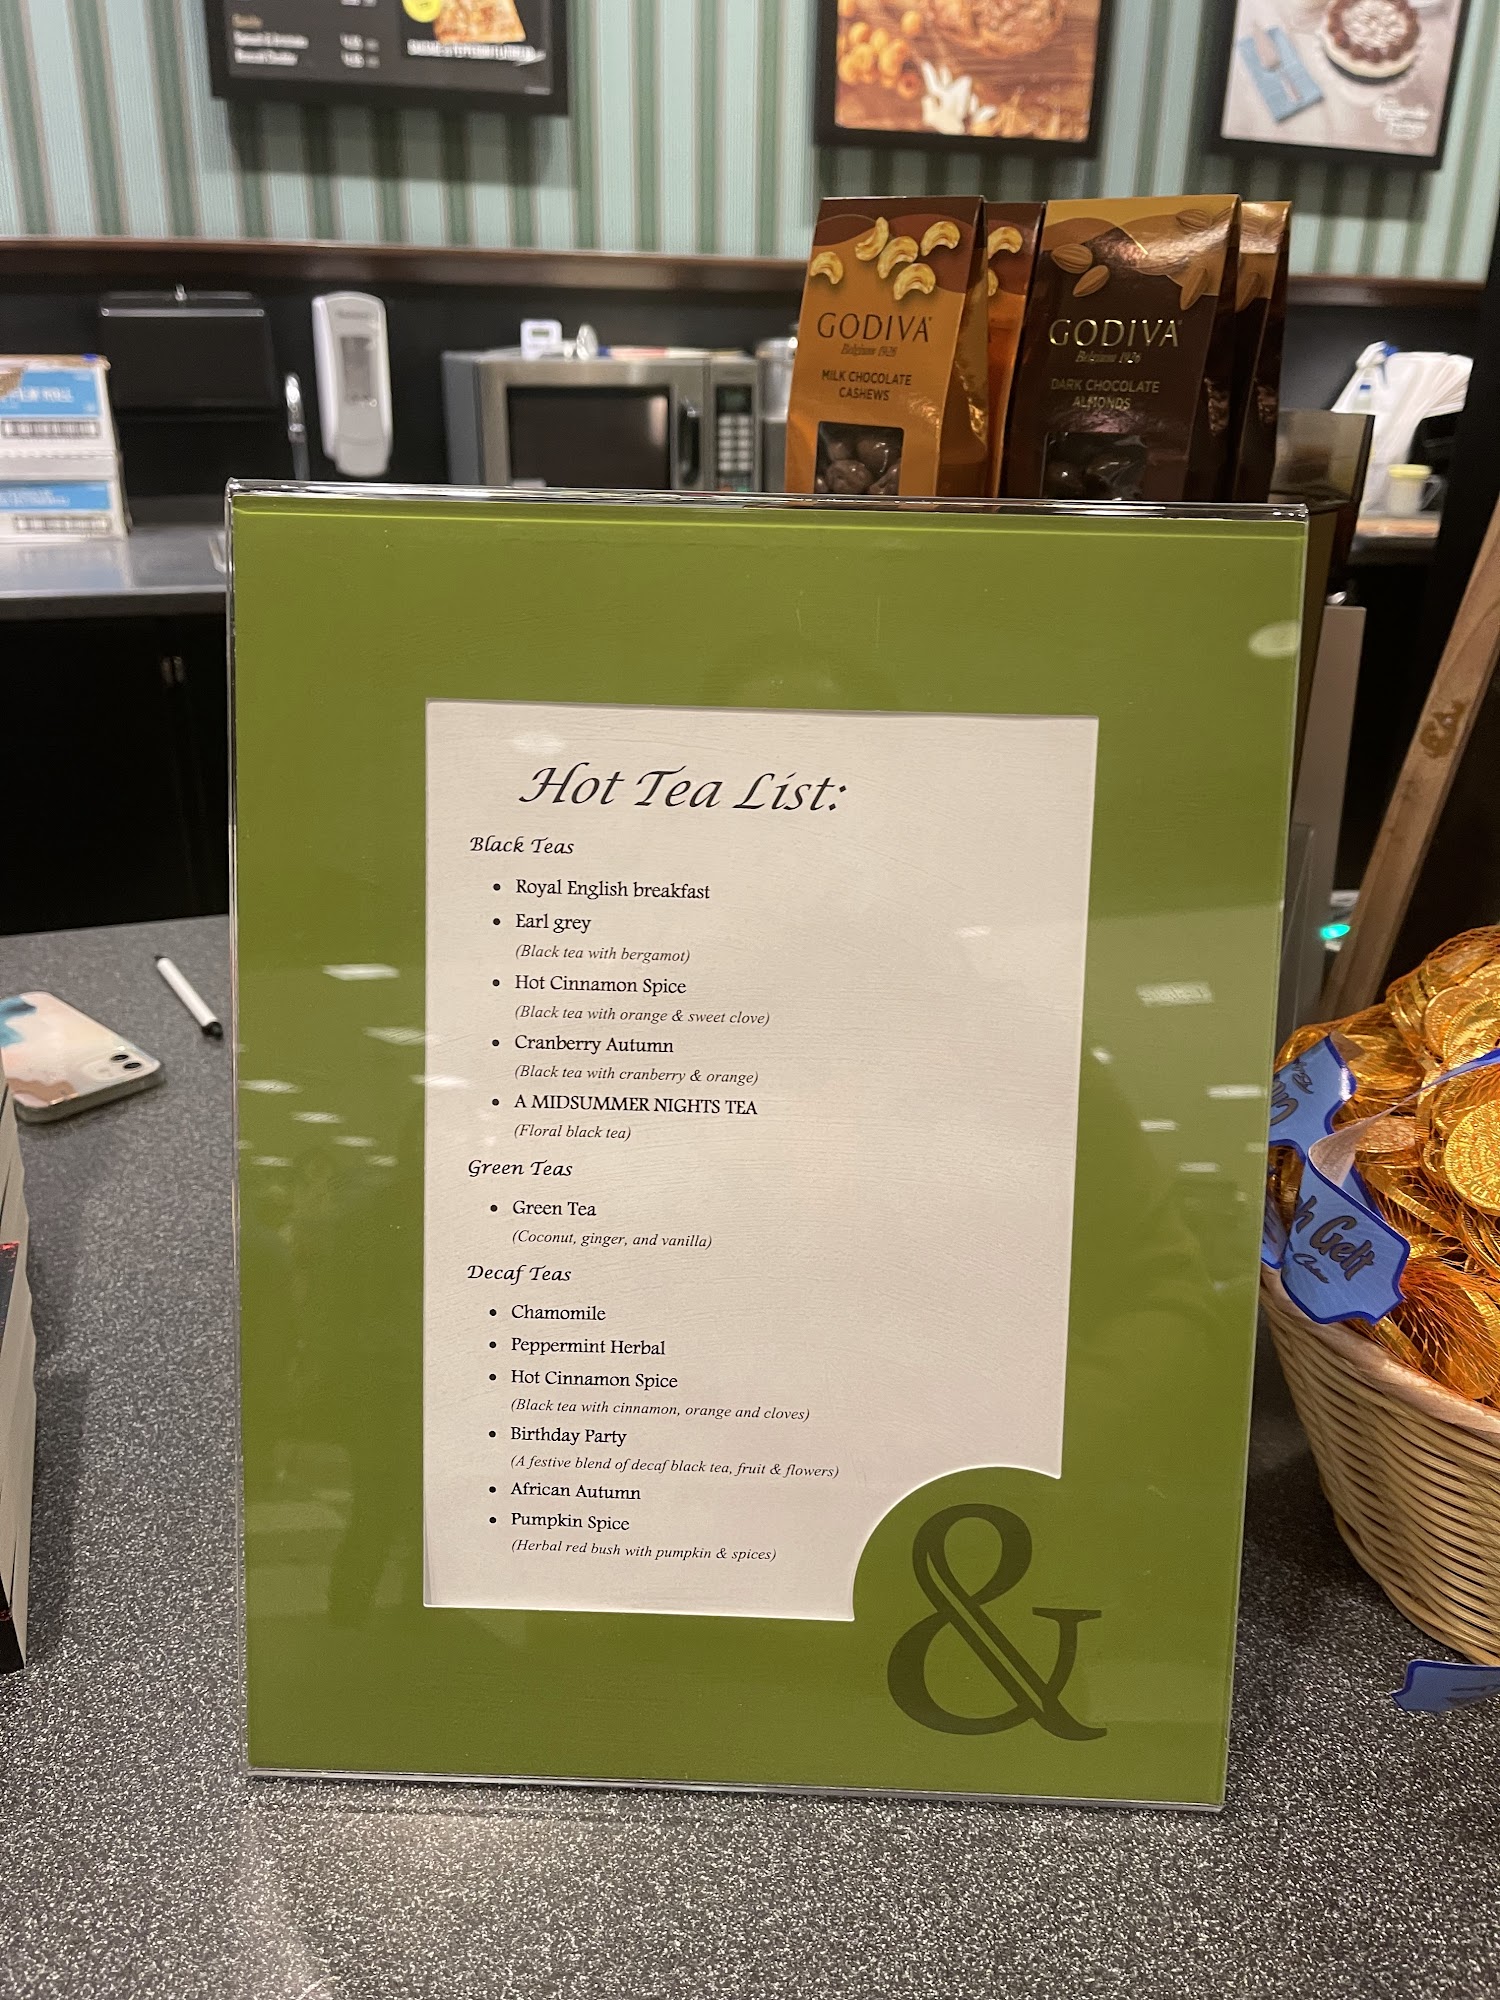 GODIVA
Belgium 1926
MILK CHOCOLATE
CASHEWS
GODIVA
Belgium 1926
DARK CHOCOLATE
ALMONDS
Hot Tea List:
Black Teas
• Royal English breakfast
• Earl grey
(Black tea with bergamot)
• Hot Cinnamon Spice
(Black tea with orange & sweet clove)
• Cranberry Autumn
(Black tea with cranberry & orange)
• A MIDSUMMER NIGHTS TEA
(Floral black tea)
Green Teas
• Green Tea
(Coconut, ginger, and vanilla)
Decaf Teas
• Chamomile
• Peppermint Herbal
• Hot Cinnamon Spice
(Black tea with cinnamon, orange and cloves)
• Birthday Party
(A festive blend of decaf black tea, fruit & flowers)
• African Autumn
• Pumpkin Spice
(Herbal red bush with pumpkin & spices)
&
Gelt